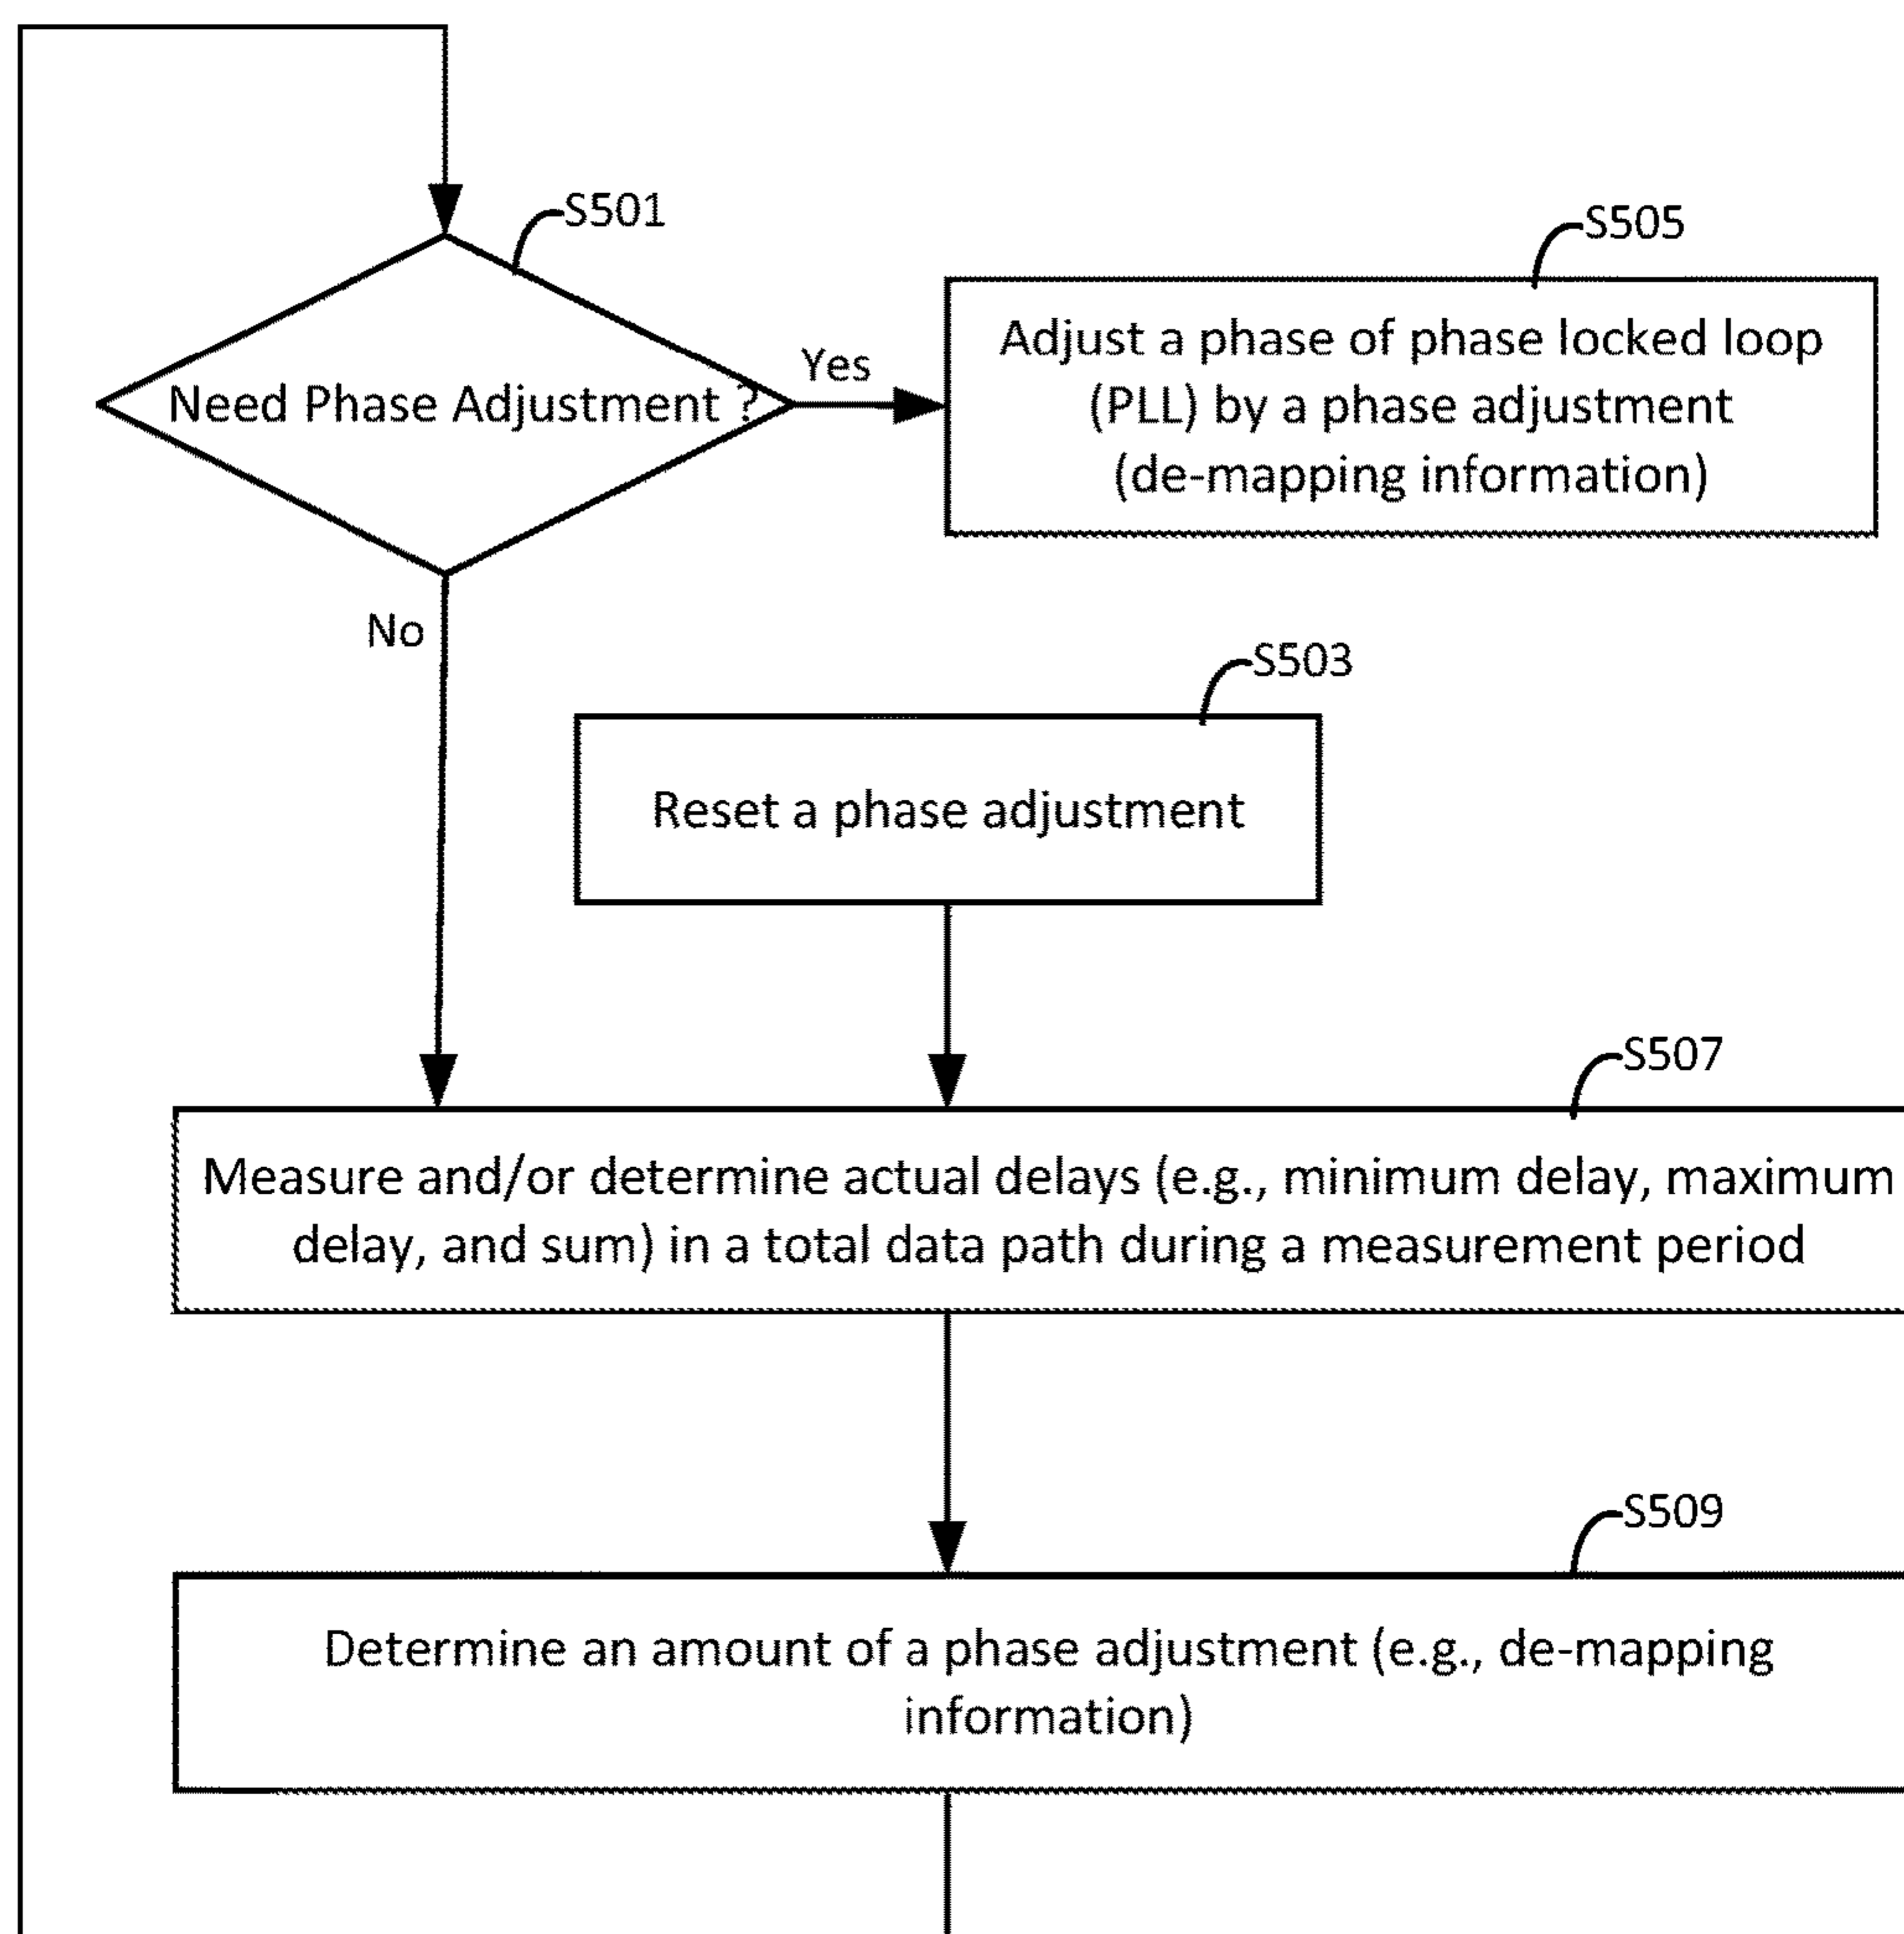 S501
Need Phase Adjustment ?
Yes
S505
Adjust a phase of phase locked loop
(PLL) by a phase adjustment
(de-mapping information)
No
S503
Reset a phase adjustment
S507
Measure and/or determine actual delays (e.g., minimum delay, maximum
delay, and sum) in a total data path during a measurement period
S509
Determine an amount of a phase adjustment (e.g., de-mapping
information)